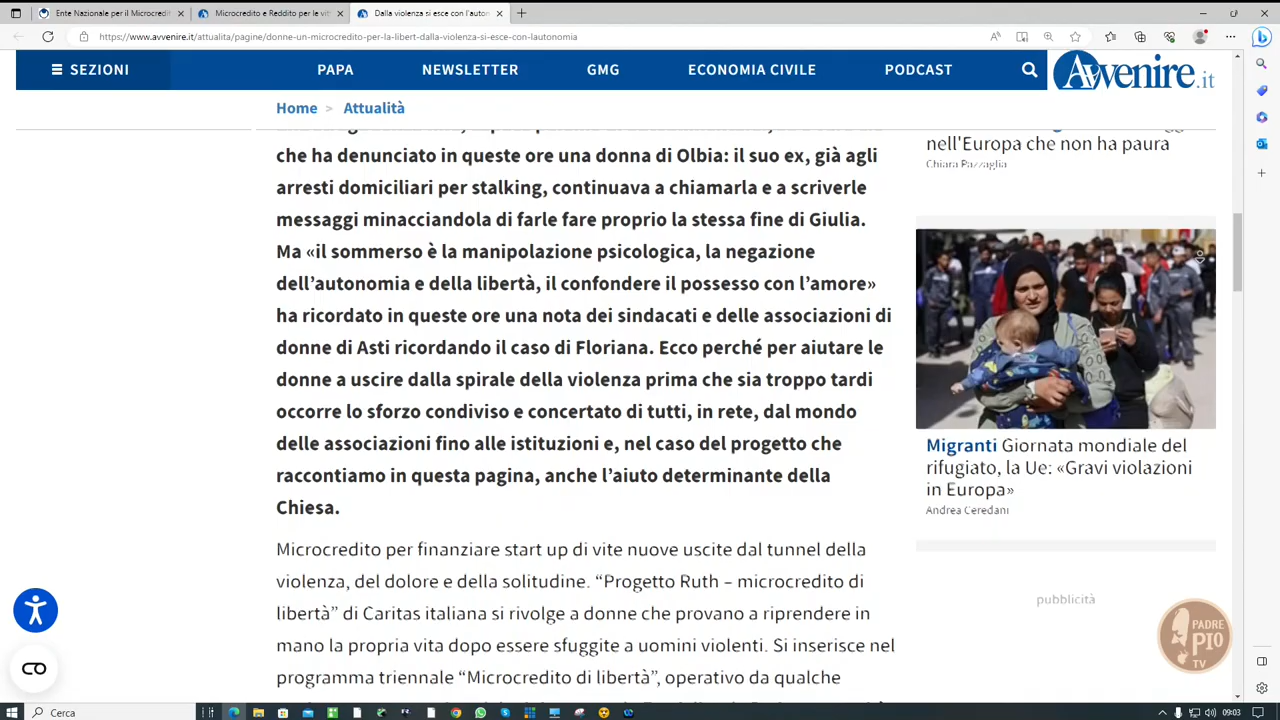 Ente Nazionale per il Microcredit
Microcredito e Reddito per le vit
Dalla violenza si esce con l'auton
https://www.avvenire.it/attualita/pagine/donne-un-microcredito-per-la-libert-dalla-violenza-si-esce-con-lautonomia
SEZIONI
PAPA
NEWSLETTER
GMG
ECONOMIA CIVILE
PODCAST
Avvenire.it
Home > Attualità
che ha denunciato in queste ore una donna di Olbia: il suo ex, già agli
arresti domiciliari per stalking, continuava a chiamarla e a scriverle
messaggi minacciandola di farle fare proprio la stessa fine di Giulia.
Ma «il sommerso è la manipolazione psicologica, la negazione
dell’autonomia e della libertà, il confondere il possesso con l’amore»
ha ricordato in queste ore una nota dei sindacati e delle associazioni di
donne di Asti ricordando il caso di Floriana. Ecco perché per aiutare le
donne a uscire dalla spirale della violenza prima che sia troppo tardi
occorre lo sforzo condiviso e concertato di tutti, in rete, dal mondo
delle associazioni fino alle istituzioni e, nel caso del progetto che
raccontiamo in questa pagina, anche l’aiuto determinante della
Chiesa.
Microcredito per finanziare start up di vite nuove uscite dal tunnel della
violenza, del dolore e della solitudine. “Progetto Ruth – microcredito di
libertà” di Caritas italiana si rivolge a donne che provano a riprendere in
mano la propria vita dopo essere sfuggite a uomini violenti. Si inserisce nel
programma triennale “Microcredito di libertà”, operativo da qualche
nell'Europa che non ha paura
Chiara Pazzaglia
Migranti Giornata mondiale del
rifugiato, la Ue: «Gravi violazioni
in Europa»
Andrea Ceredani
pubblicità
PADRE
PIO
TV
Cerca
09:03